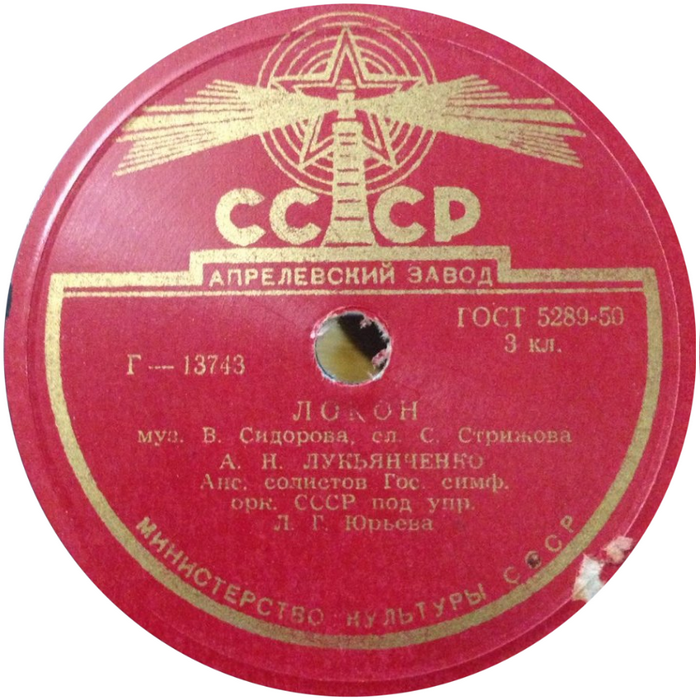 СССР
АПРЕЛЕВСКИЙ ЗАВОД
ГОСТ 5289-50
3 кл.
Г — 13743
ЛОКОН
муз. В. Сидорова, сл. С. Стрижова
А. Н. ЛУКЬЯНЧЕНКО
Анс. солистов Гос. симф.
орк. СССР под упр.
Л. Г. Юрьева
МИНИСТЕРСТВО КУЛЬТУРЫ СССР